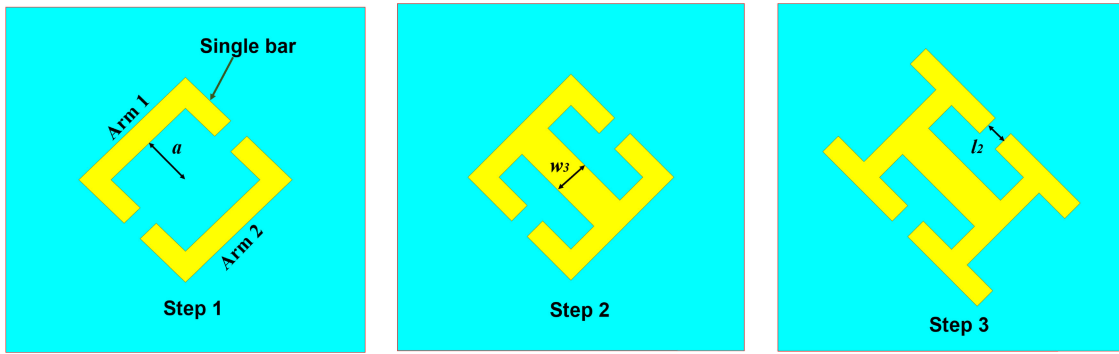 Single bar
Arm 1
a
Arm 2
Step 1
w3
Step 2
l2
Step 3